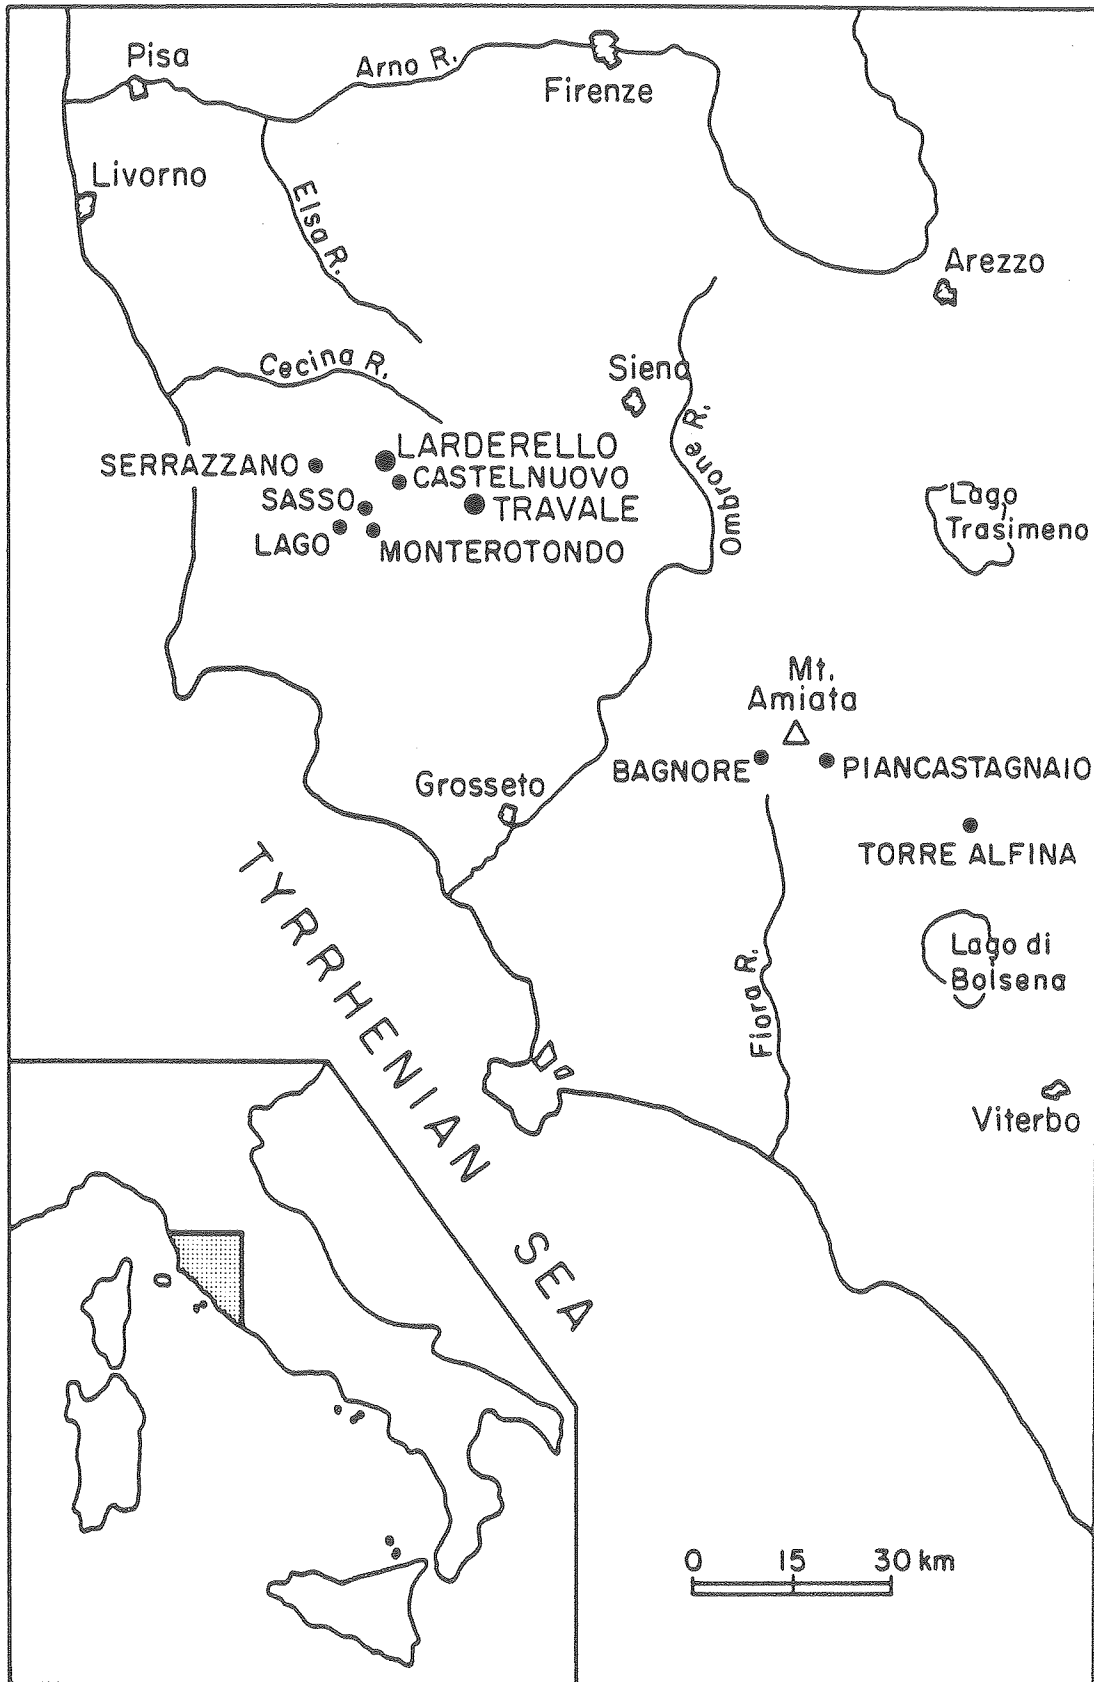 Pisa
Arno R.
Firenze
Livorno
Elsa R.
Arezzo
Cecina R.
Siena
Ombrone R.
LARDERELLO
SERRAZZANO
CASTELNUOVO
SASSO
TRAVALE
LAGO
MONTEROTONDO
Lago
Trasimeno
Mt.
Amiata
BAGNORE
PIANCASTAGNAIO
Grosseto
TORRE ALFINA
TYRRHENIAN SEA
Lago di
Bolsena
Fiora R.
Viterbo
0 15 30 km